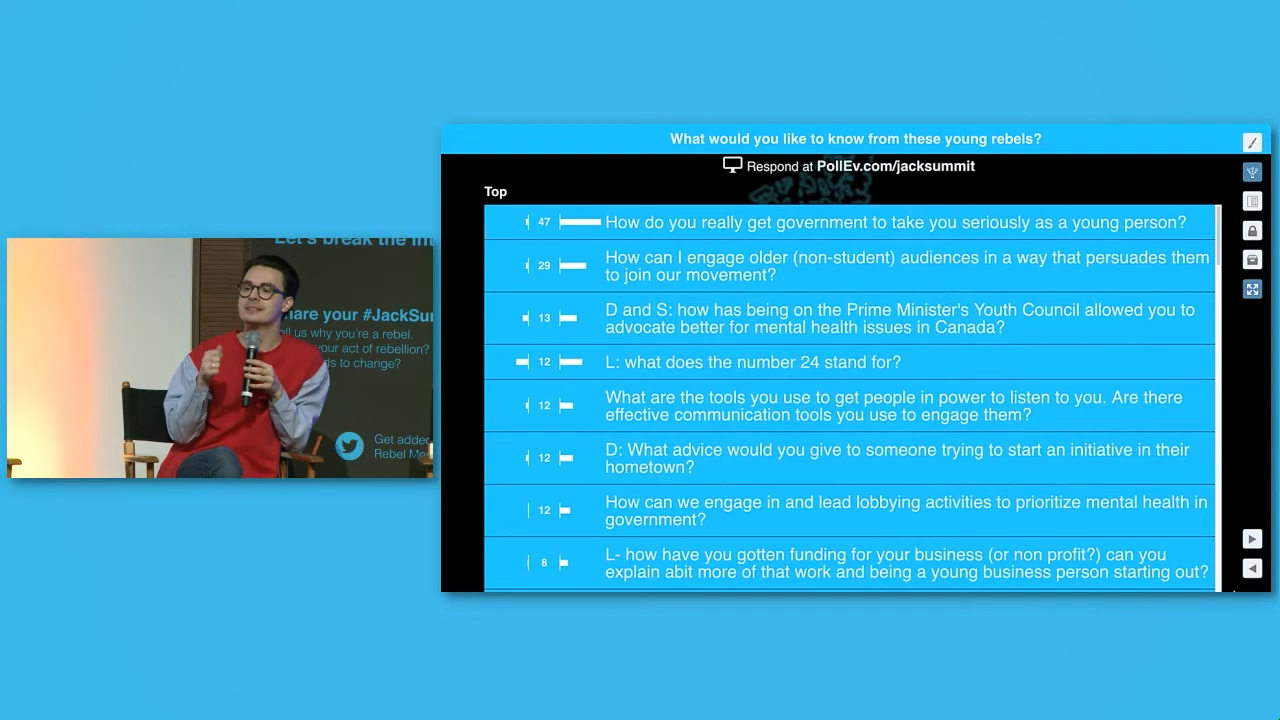 Let's break the
hare your #JackSu
ell us why you're a rebel.
your act of rebellion?
ds to change?
Get added
Rebel
What would you like to know from these young rebels?
Respond at PollEv.com/jacksummit
Top
47 How do you really get government to take you seriously as a young person?
29 How can I engage older (non-student) audiences in a way that persuades them
to join our movement?
13 D and S: how has being on the Prime Minister's Youth Council allowed you to
advocate better for mental health issues in Canada?
12 L: what does the number 24 stand for?
12 What are the tools you use to get people in power to listen to you. Are there
effective communication tools you use to engage them?
12 D: What advice would you give to someone trying to start an initiative in their
hometown?
12 How can we engage in and lead lobbying activities to prioritize mental health in
government?
8 L- how have you gotten funding for your business (or non profit?) can you
explain abit more of that work and being a young business person starting out?